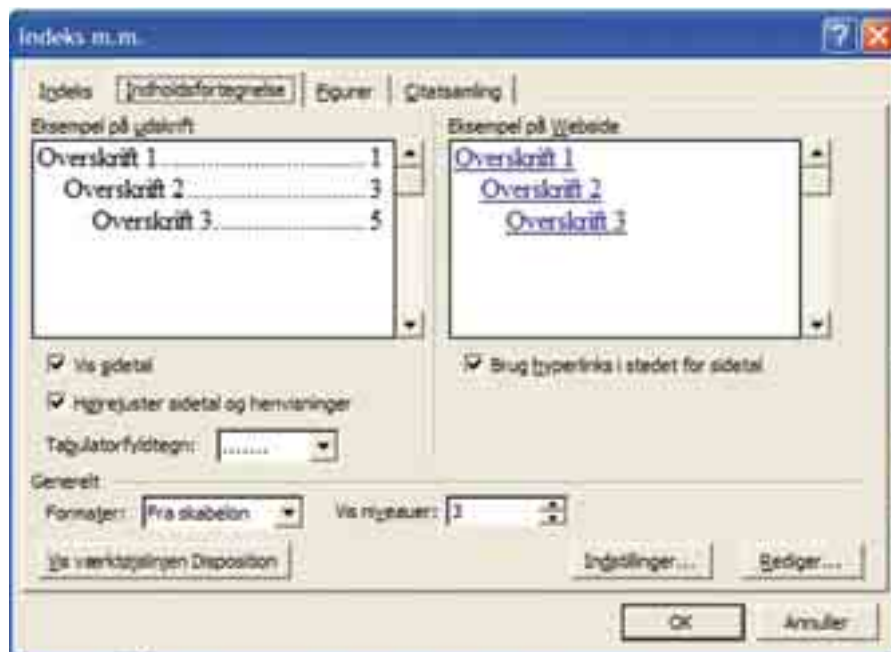 Indeks m.m.
Indeks Indholdsfortegnelse Figurer Citatsamling
Eksempel på udskrift
Overskrift 1 ........................ 1
Overskrift 2 ..................... 3
Overskrift 3 .................. 5
Eksempel på Webside
Overskrift 1
Overskrift 2
Overskrift 3
Vis sidetal
Højrejuster sidetal og henvisninger
Tabulatorfyldtegn: .......
Brug hyperlinks i stedet for sidetal
Generelt
Formater: Fra skabelon Vis niveauer: 3
Vis værktøjslinjen Disposition Indstillinger... Rediger...
OK Annuller